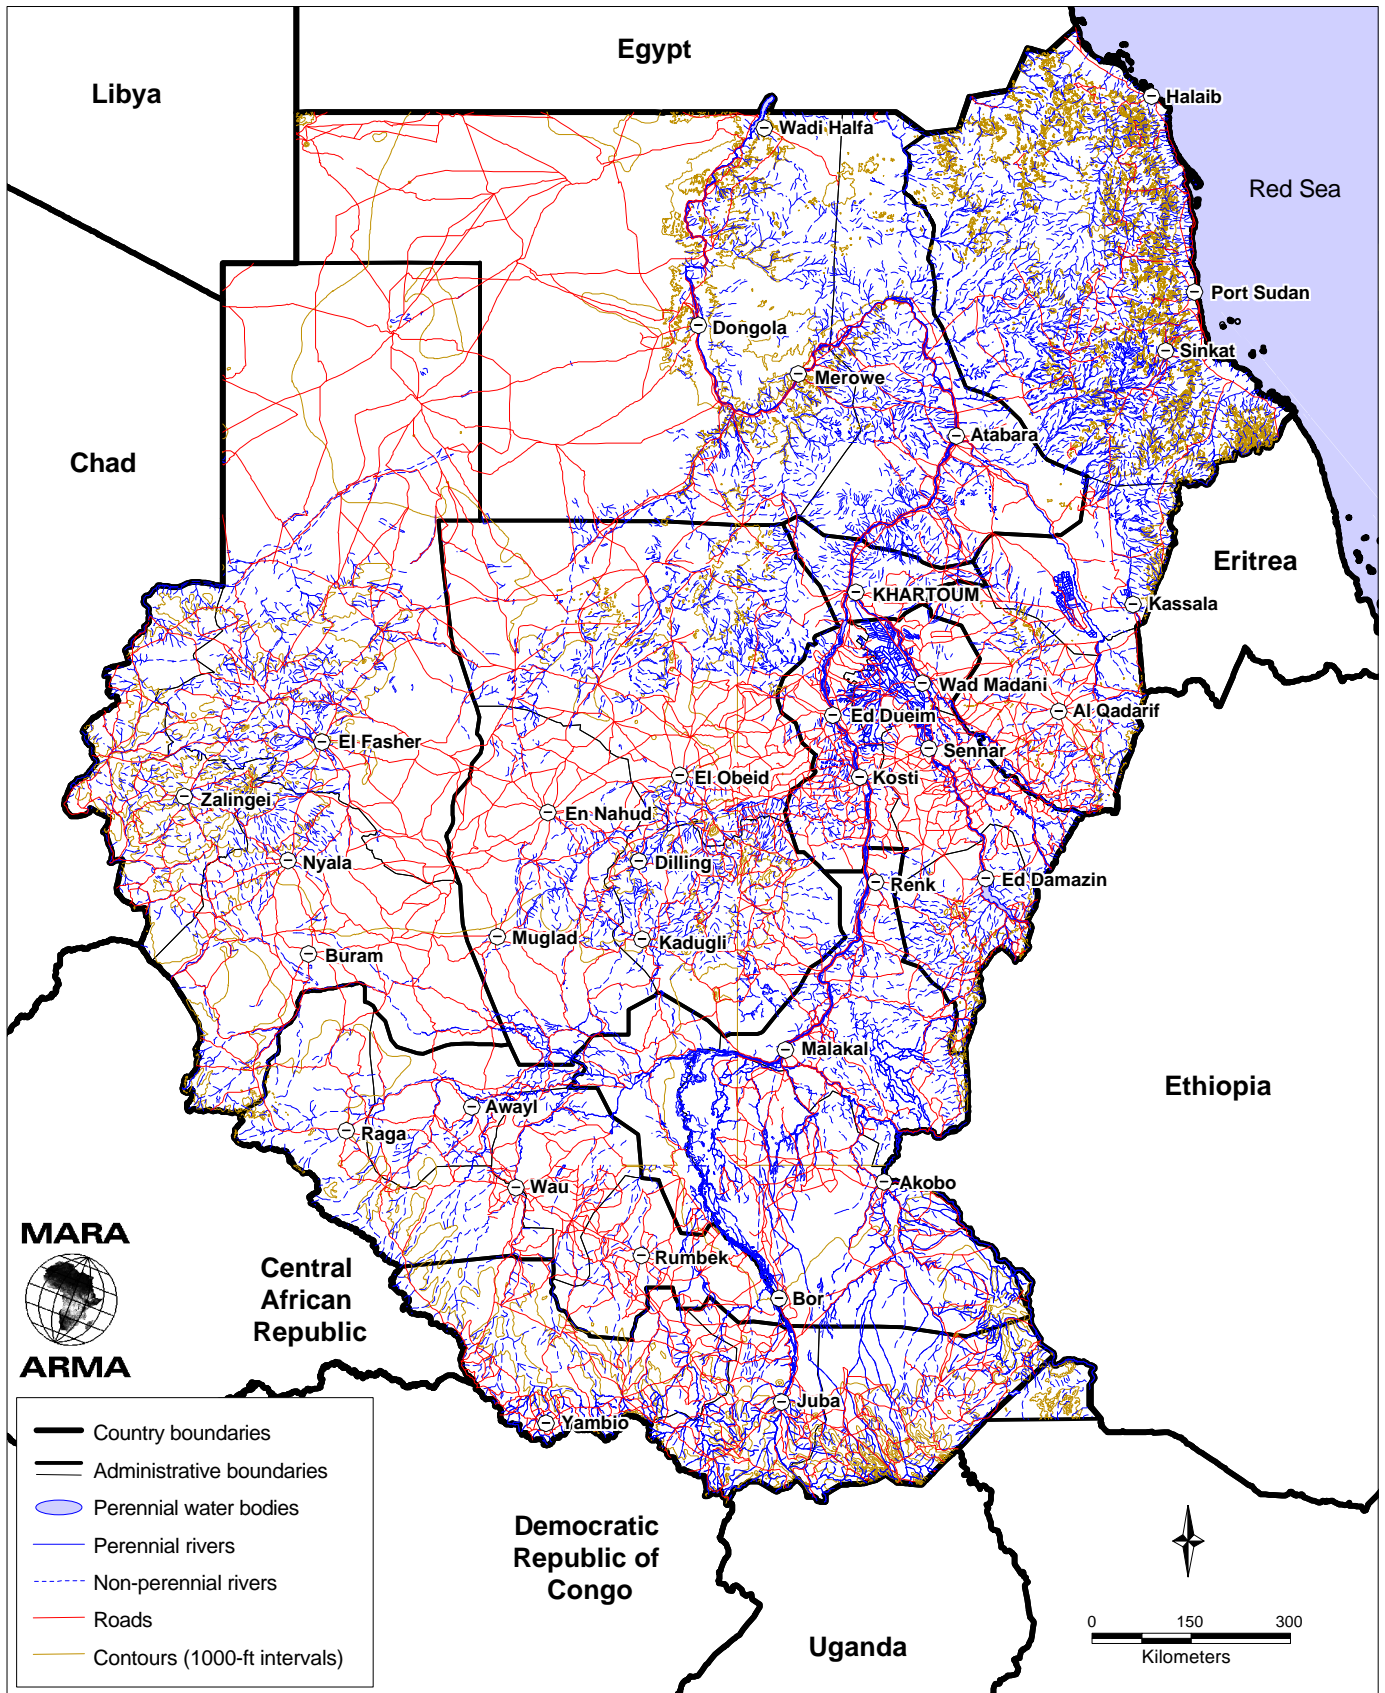 Egypt
Libya
Halaib
Wadi Halfa
Red Sea
Port Sudan
Dongola
Sinkat
Merowe
Atabara
Chad
Eritrea
KHARTOUM
Kassala
Wad Madani
Al Qadarif
Ed Dueim
El Fasher
Sennar
El Obeid
Kosti
Zalingei
En Nahud
Nyala
Dilling
Renk
Ed Damazin
Muglad
Kadugli
Buram
Malakal
Ethiopia
Awayl
Raga
Akobo
Wau
MARA
ARMA
Rumbek
Central
African
Republic
Bor
Juba
Yambio
Country boundaries
Administrative boundaries
Perennial water bodies
Perennial rivers
Non-perennial rivers
Roads
Contours (1000-ft intervals)
Democratic
Republic of
Congo
Uganda
0 150 300
Kilometers